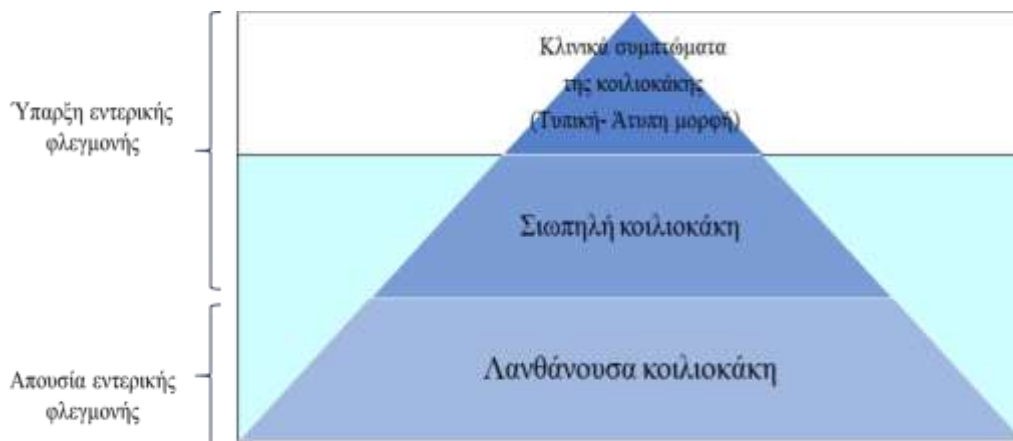 Κλινικά συμπτώματα
της κοιλιοκάκης
(Τυπική- Άτυπη μορφή)
Ύπαρξη εντερικής
φλεγμονής
Σιωπηλή κοιλιοκάκη
Λανθάνουσα κοιλιοκάκη
Απουσία εντερικής
φλεγμονής